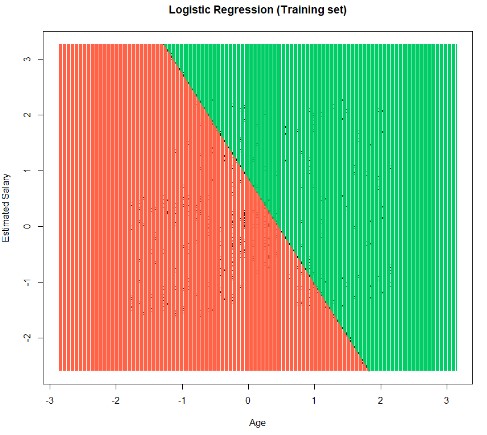 Logistic Regression (Training set)
3
2
1
0
-1
-2
Estimated Salary
-3 -2 -1 0 1 2 3
Age